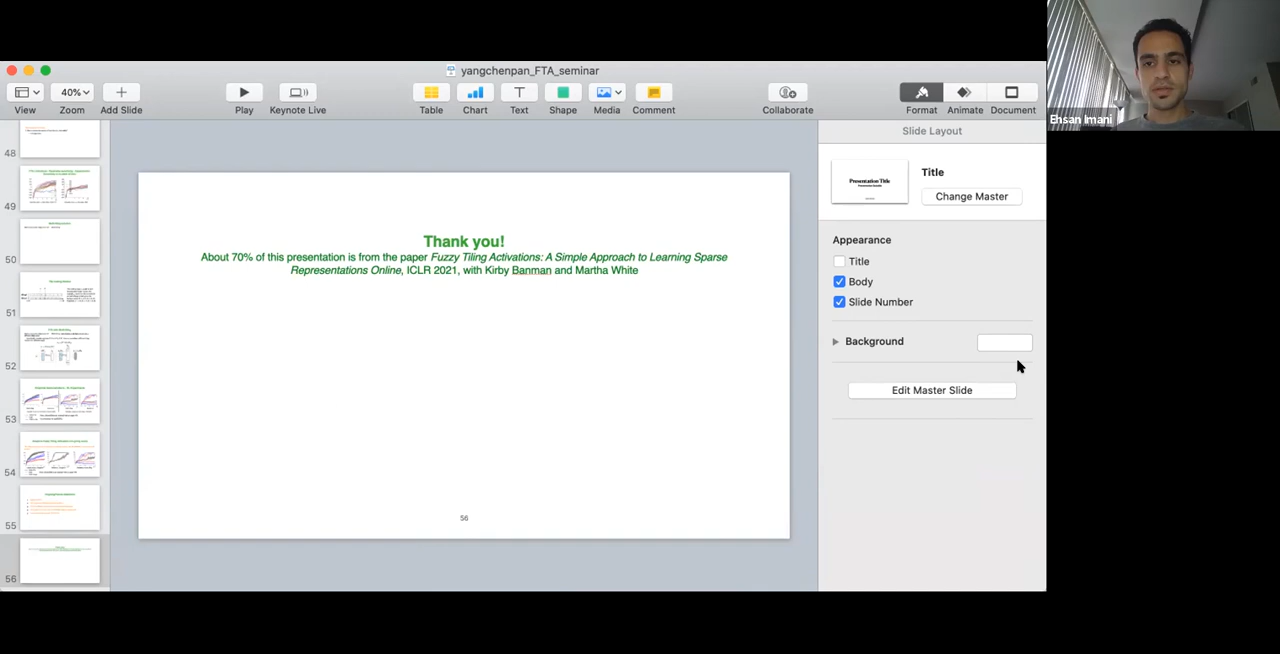 yangchenpan_FTA_seminar
40%
View
Zoom
Add Slide
Play
Keynote Live
Table
Chart
Text
Shape
Media
Comment
Collaborate
Format
Animate
Document
Ehsan Imani
Slide Layout
48
49
50
51
52
53
54
55
56
Thank you!
About 70% of this presentation is from the paper Fuzzy Tiling Activations: A Simple Approach to Learning Sparse
Representations Online, ICLR 2021, with Kirby Banman and Martha White
56
Presentation Title
Title
Change Master
Appearance
Title
Body
Slide Number
Background
Edit Master Slide